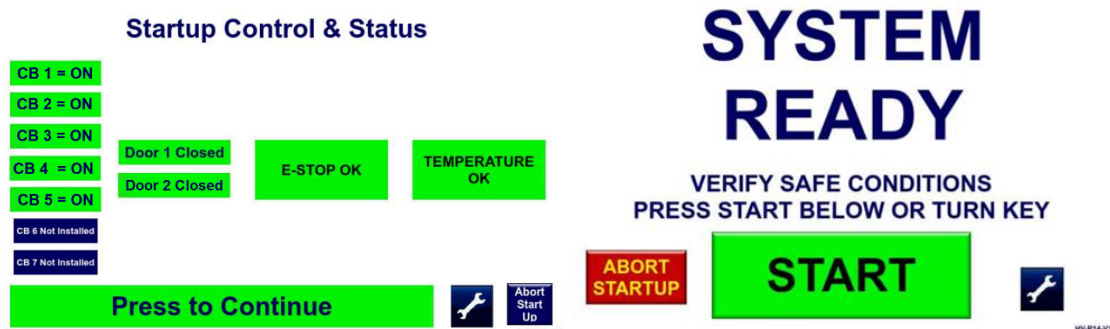 Startup Control & Status
CB 1 = ON
CB 2 = ON
CB 3 = ON
CB 4 = ON
CB 5 = ON
CB 6 Not Installed
CB 7 Not Installed
Door 1 Closed
Door 2 Closed
E-STOP OK
TEMPERATURE
OK
Press to Continue
Abort
Start
Up
SYSTEM
READY
VERIFY SAFE CONDITIONS
PRESS START BELOW OR TURN KEY
ABORT
STARTUP
START